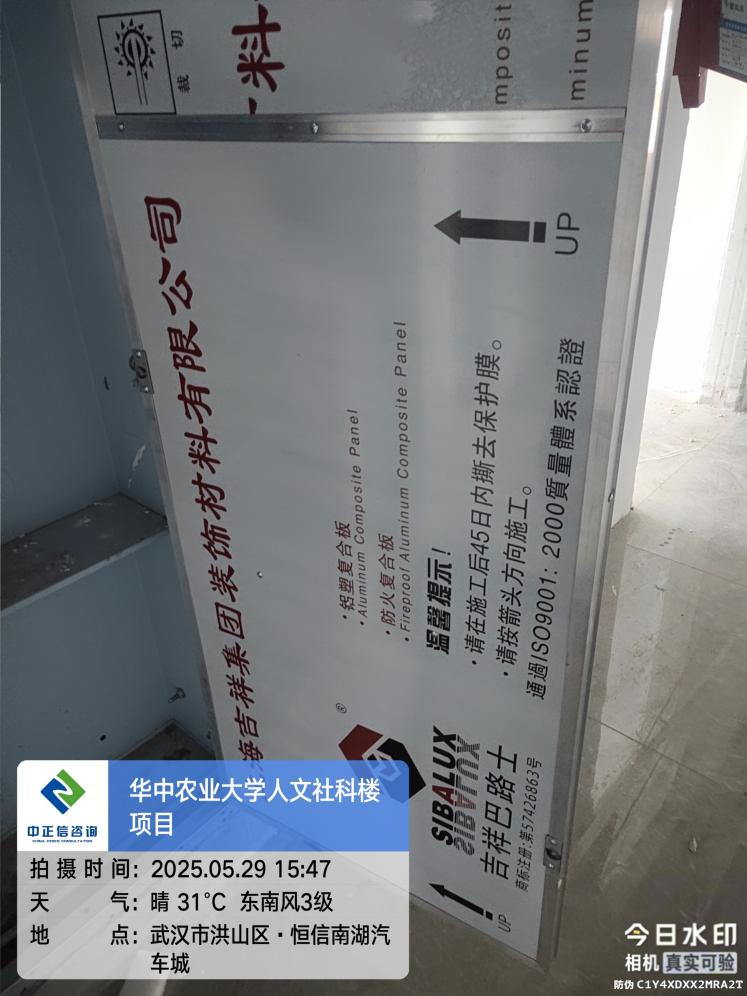 裁切
料
mposite
minum
UP
海吉祥集团装饰材料有限公司
·铝塑复合板
·Aluminum Composite Panel
·防火复合板
·Fireproof Aluminum Composite Panel
温馨提示!
·请在施工后45日内撕去保护膜。
·请按箭头方向施工。
通過ISO9001:2000質量體系認證
®
SIBALUX
吉祥巴路士
商标注册:第57426863号
UP
中正信咨询
华中农业大学人文社科楼
项目
拍摄时间:2025.05.29 15:47
天气:晴 31°C 东南风3级
地点:武汉市洪山区·恒信南湖汽
车城
今日水印
相机 真实可验
防伪 C1Y4XDXX2MRA2T